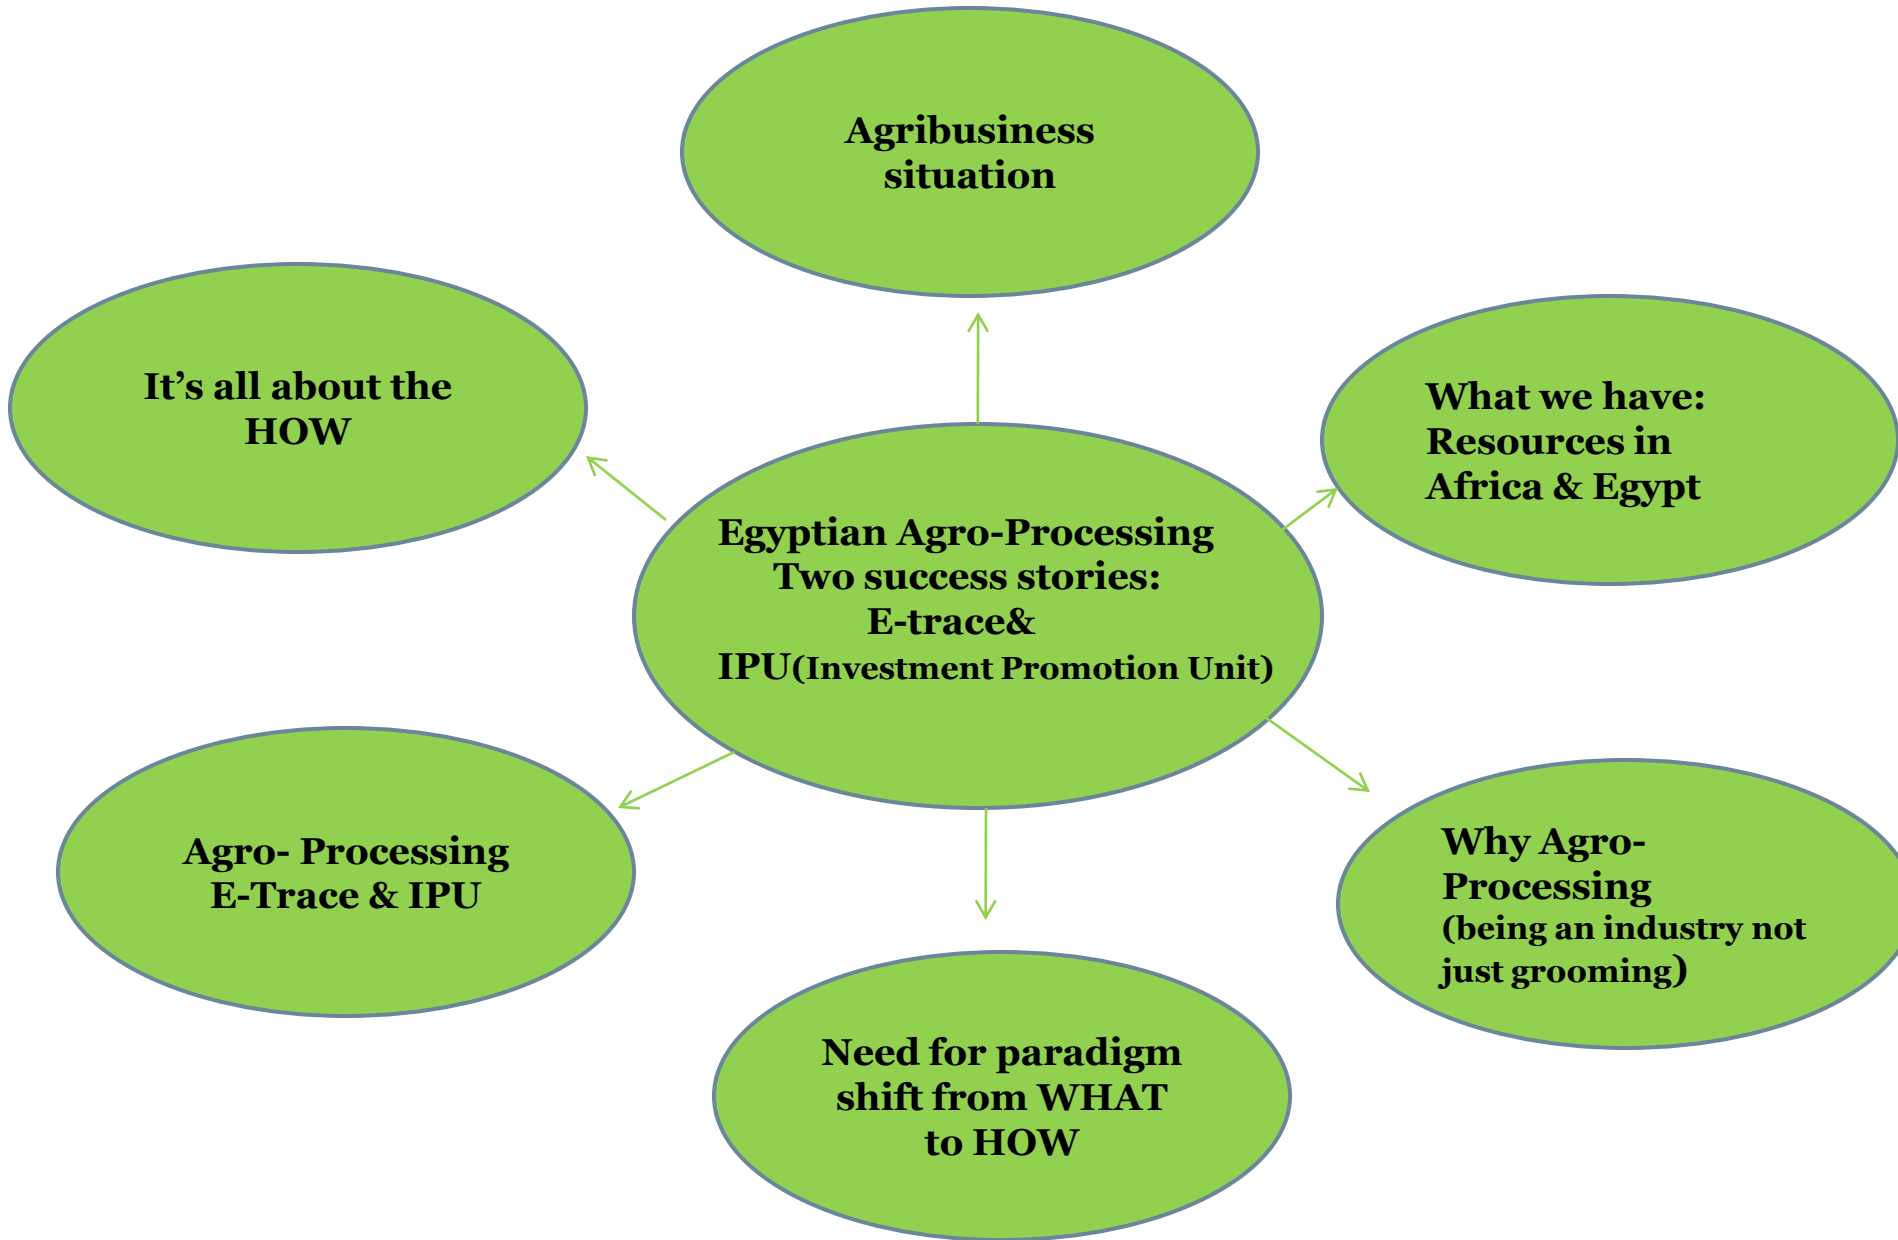 Agribusiness
situation
It’s all about the
HOW
What we have:
Resources in
Africa & Egypt
Egyptian Agro-Processing
Two success stories:
E-trace&
IPU(Investment Promotion Unit)
Agro- Processing
E-Trace & IPU
Why Agro-
Processing
(being an industry not
just grooming)
Need for paradigm
shift from WHAT
to HOW